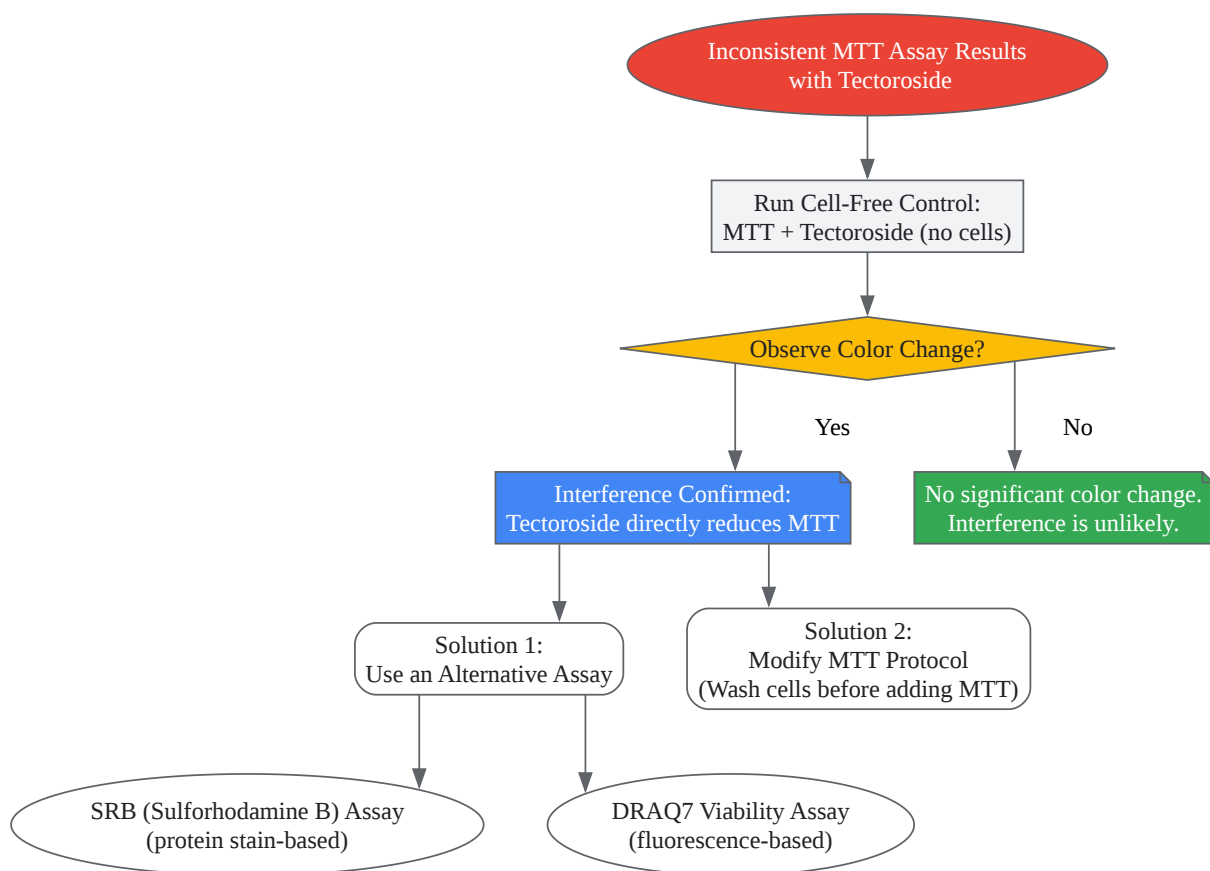 Inconsistent MTT Assay Results
with Tectoroside
Run Cell-Free Control:
MTT + Tectoroside (no cells)
Observe Color Change?
Yes
No
Interference Confirmed:
Tectoroside directly reduces MTT
No significant color change.
Interference is unlikely.
Solution 1:
Use an Alternative Assay
Solution 2:
Modify MTT Protocol
(Wash cells before adding MTT)
SRB (Sulforhodamine B) Assay
(protein stain-based)
DRAQ7 Viability Assay
(fluorescence-based)